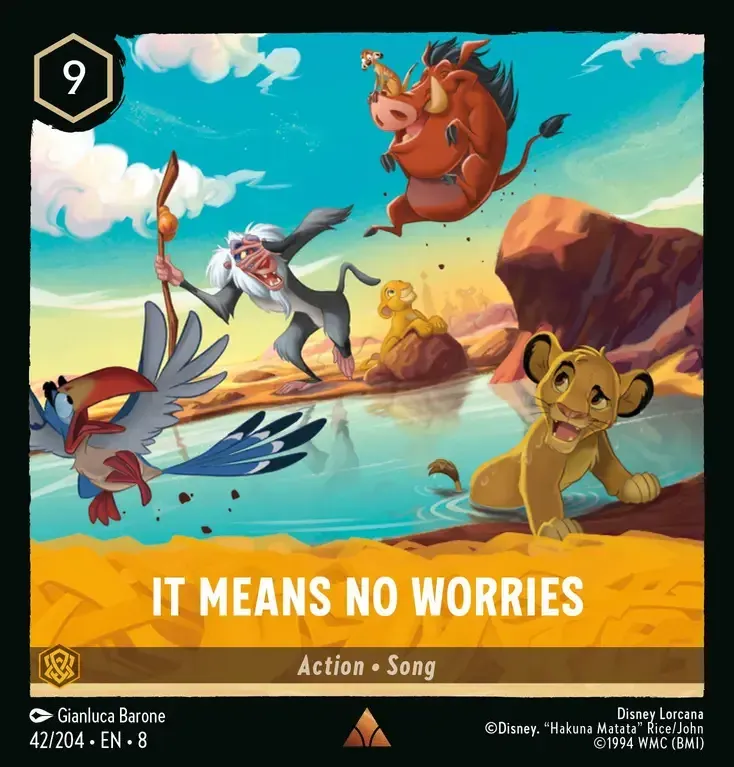 9
IT MEANS NO WORRIES
Action • Song
Gianluca Barone
42/204 • EN • 8
Disney Lorcana
©Disney. “Hakuna Matata” Rice/John
©1994 WMC (BMI)